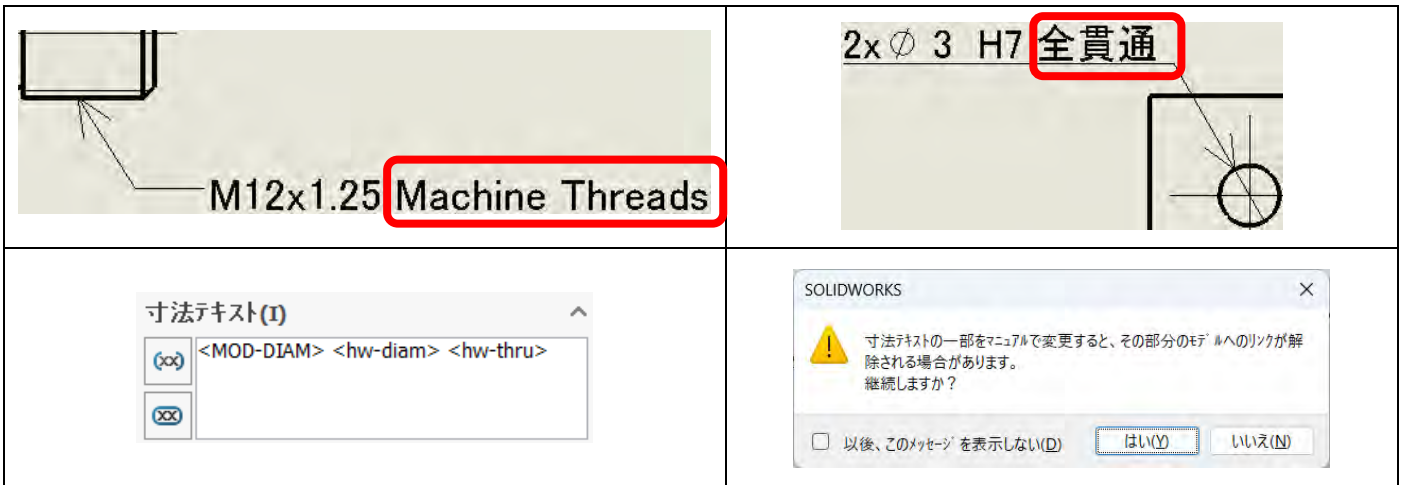 M12x1.25 Machine Threads
2x∅ 3 H7 全貫通
寸法テキスト(I)
<MOD-DIAM> <hw-diam> <hw-thru>
(xx)
xx
SOLIDWORKS
寸法ﾃｷｽﾄの一部をﾏﾆｭｱﾙで変更すると、その部分のﾓﾃﾞﾙへのﾘﾝｸが解
除される場合があります。
継続しますか？
以後、このﾒｯｾｰｼﾞを表示しない(D)
はい(Y)
いいえ(N)